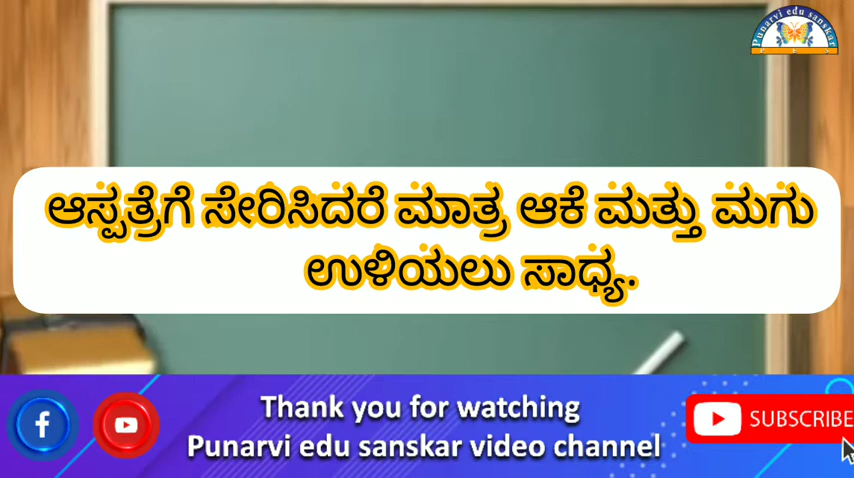 Punarvi edu sanskar
P E S
ಆಸ್ಪತ್ರೆಗೆ ಸೇರಿಸಿದರೆ ಮಾತ್ರ ಆಕೆ ಮತ್ತು ಮಗು
ಉಳಿಯಲು ಸಾಧ್ಯ.
Thank you for watching
Punarvi edu sanskar video channel
SUBSCRIBE